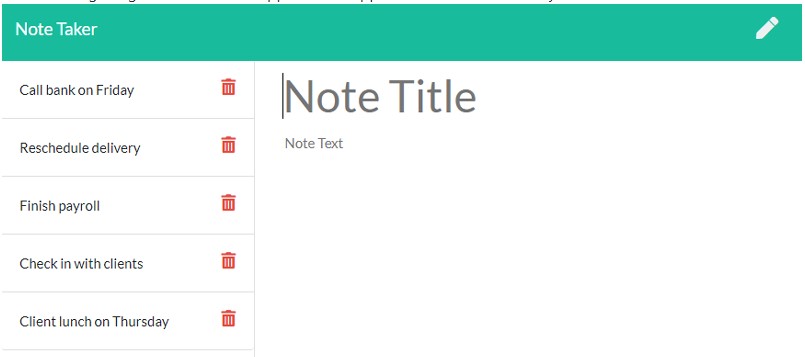 Note Taker
Call bank on Friday
Reschedule delivery
Finish payroll
Check in with clients
Client lunch on Thursday
Note Title
Note Text